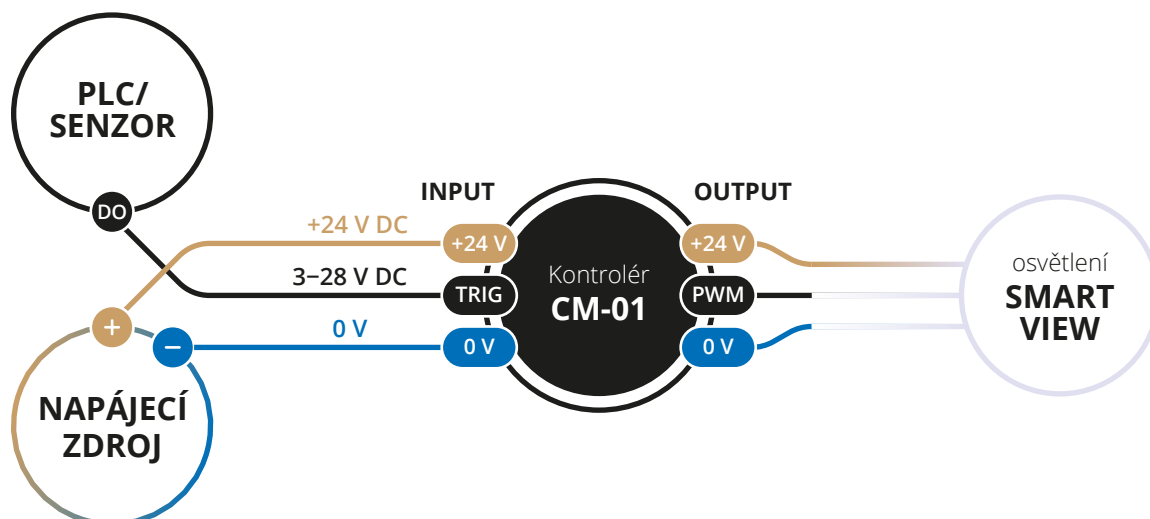 PLC/
SENZOR
DO
INPUT
OUTPUT
+24 V DC
+24 V
+24 V
3–28 V DC
TRIG
Kontrolér
CM-01
PWM
osvětlení
SMART
VIEW
+
−
0 V
0 V
0 V
NAPÁJECÍ
ZDROJ